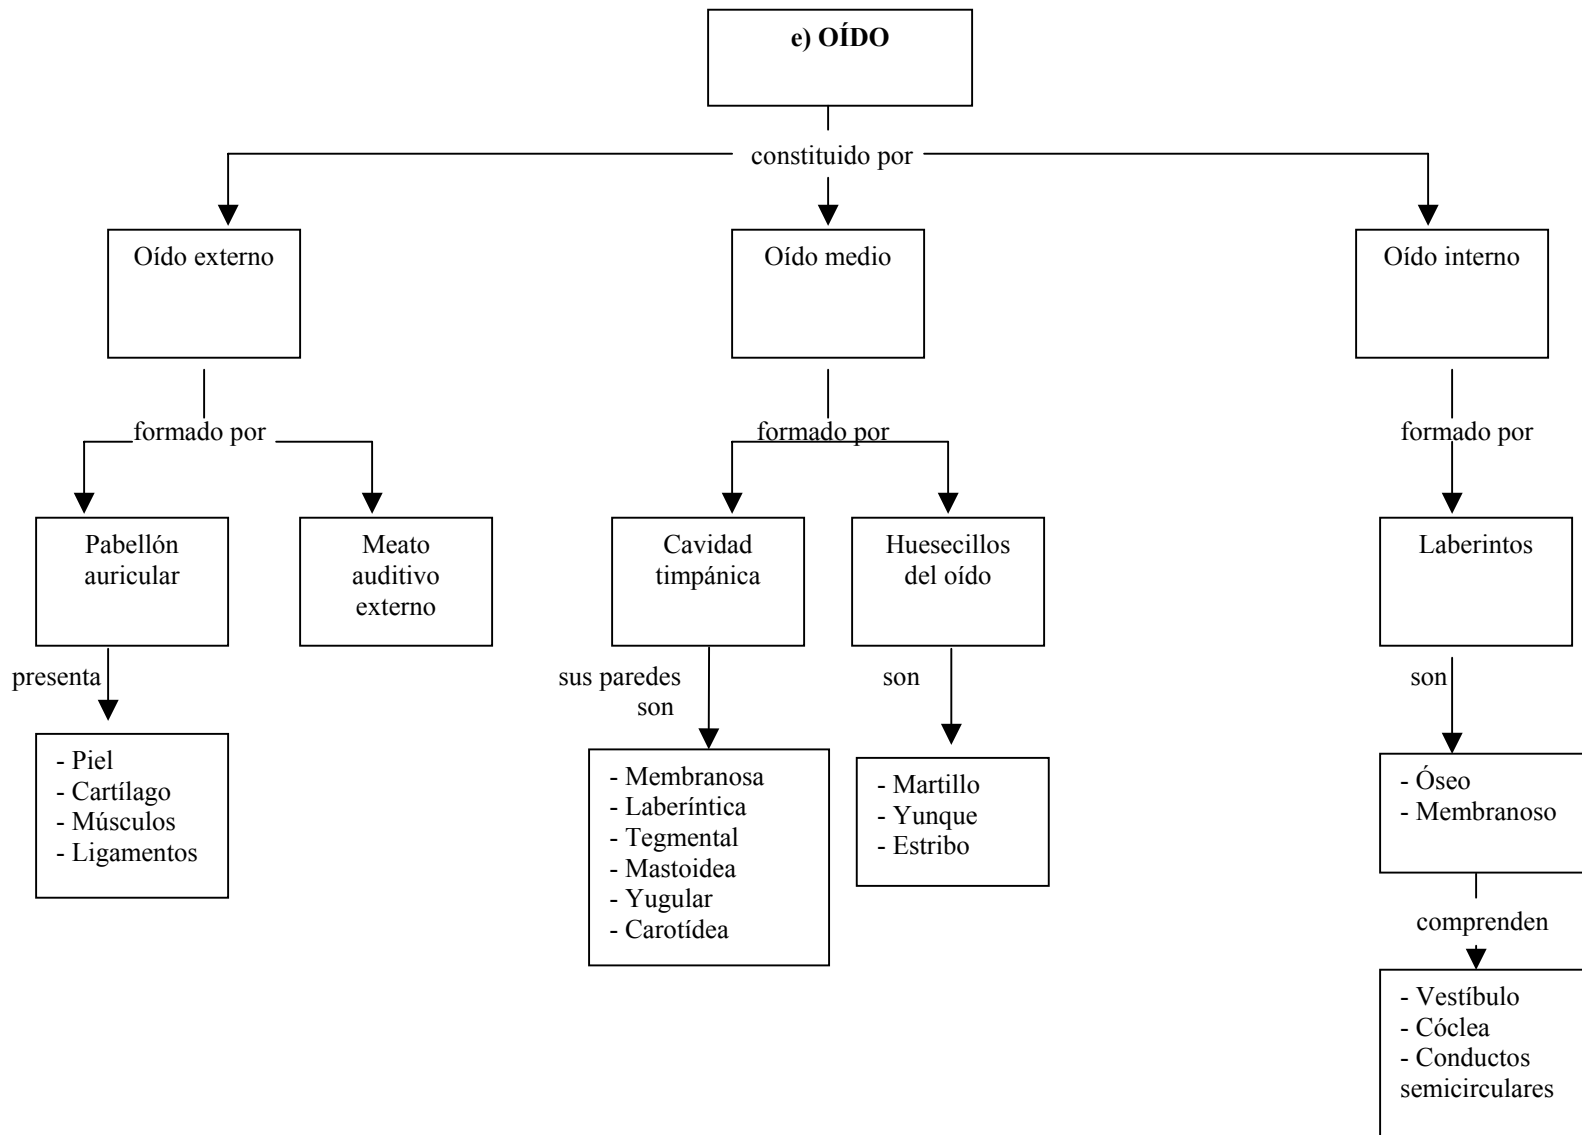 e) OÍDO
constituido por
Oído externo
Oído medio
Oído interno
formado por
formado por
formado por
Pabellón
auricular
Meato
auditivo
externo
Cavidad
timpánica
Huesecillos
del oído
Laberintos
presenta
sus paredes
son
son
son
- Piel
- Cartílago
- Músculos
- Ligamentos
- Membranosa
- Laberíntica
- Tegmental
- Mastoidea
- Yugular
- Carotídea
- Martillo
- Yunque
- Estribo
- Óseo
- Membranoso
comprenden
- Vestíbulo
- Cóclea
- Conductos
semicirculares